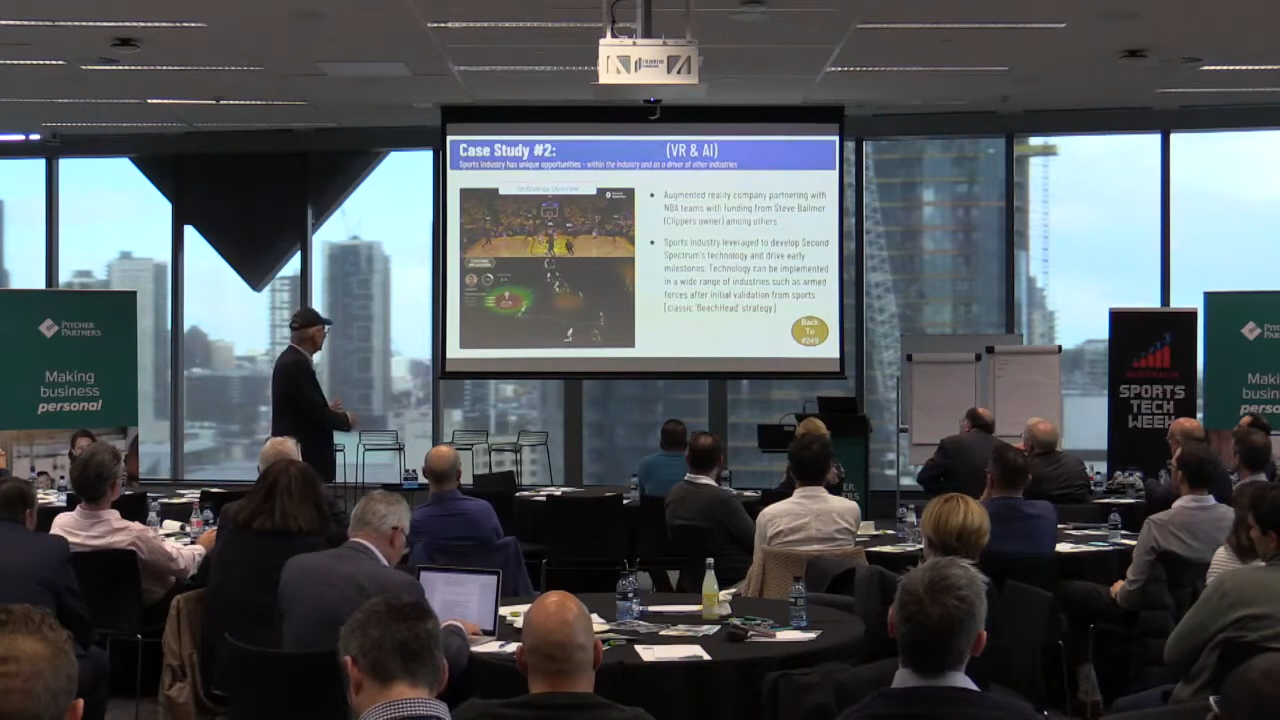 Case Study #2: (VR & AI)
Sports Industry has unique opportunities - within the industry and as a driver of other industries
Technology Overview
Augmented reality company partnering with
NBA teams with funding from Steve Ballmer
(Clippers owner) among others.
Sports industry leveraged to develop Second
Spectrum's technology and drive early
milestones. Technology can be implemented
in a wide range of industries such as armed
forces after initial validation from sports
[classic 'BeachHead' strategy]
Back
To
#249
PITCHER
PARTNERS
Making
business
personal
AUSTRALIA
SPORTS
TECH
WEEK